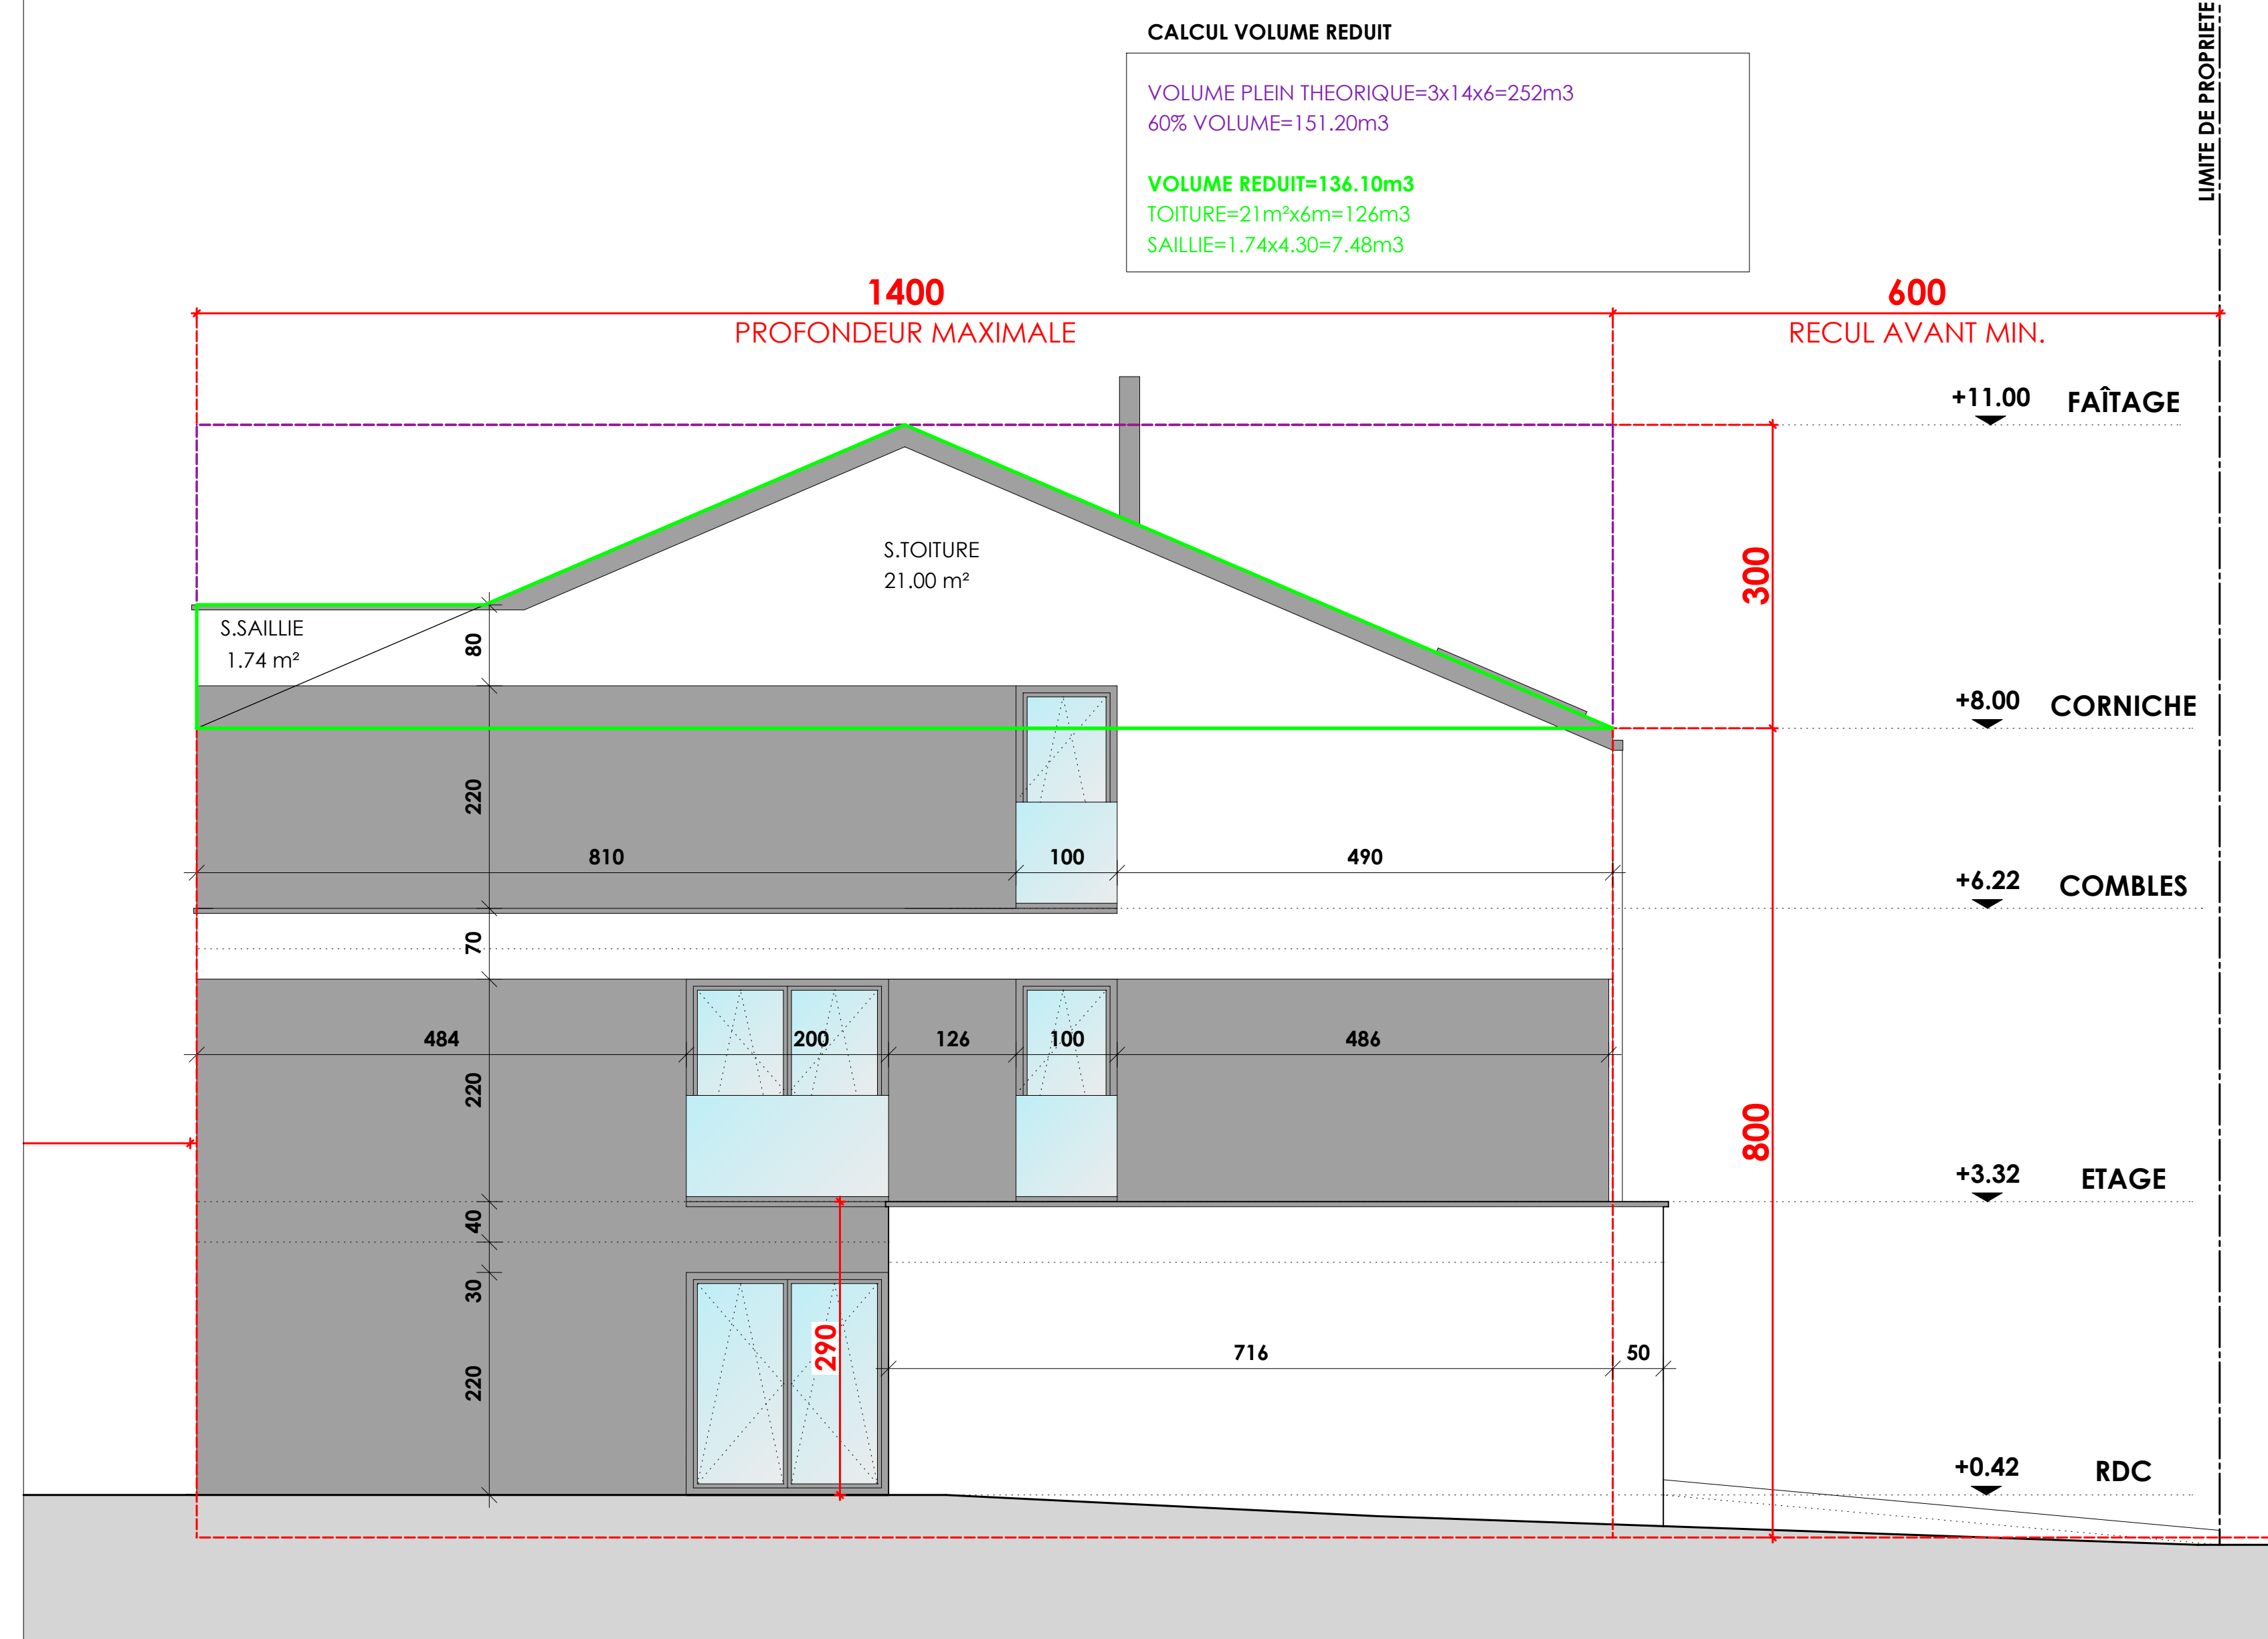 CALCUL VOLUME REDUIT
VOLUME PLEIN THEORIQUE=3x14x6=252m3
60% VOLUME=151.20m3
VOLUME REDUIT=136.10m3
TOITURE=21m²x6m=126m3
SAILLIE=1.74x4.30=7.48m3
LIMITE DE PROPRIETE
1400
PROFONDEUR MAXIMALE
600
RECUL AVANT MIN.
+11.00 FAÎTAGE
S.TOITURE
21.00 m²
300
S.SAILLIE
1.74 m²
80
+8.00 CORNICHE
220
810
100
490
+6.22 COMBLES
70
484
200
126
100
486
220
800
+3.32 ETAGE
40
30
290
716
50
220
+0.42 RDC